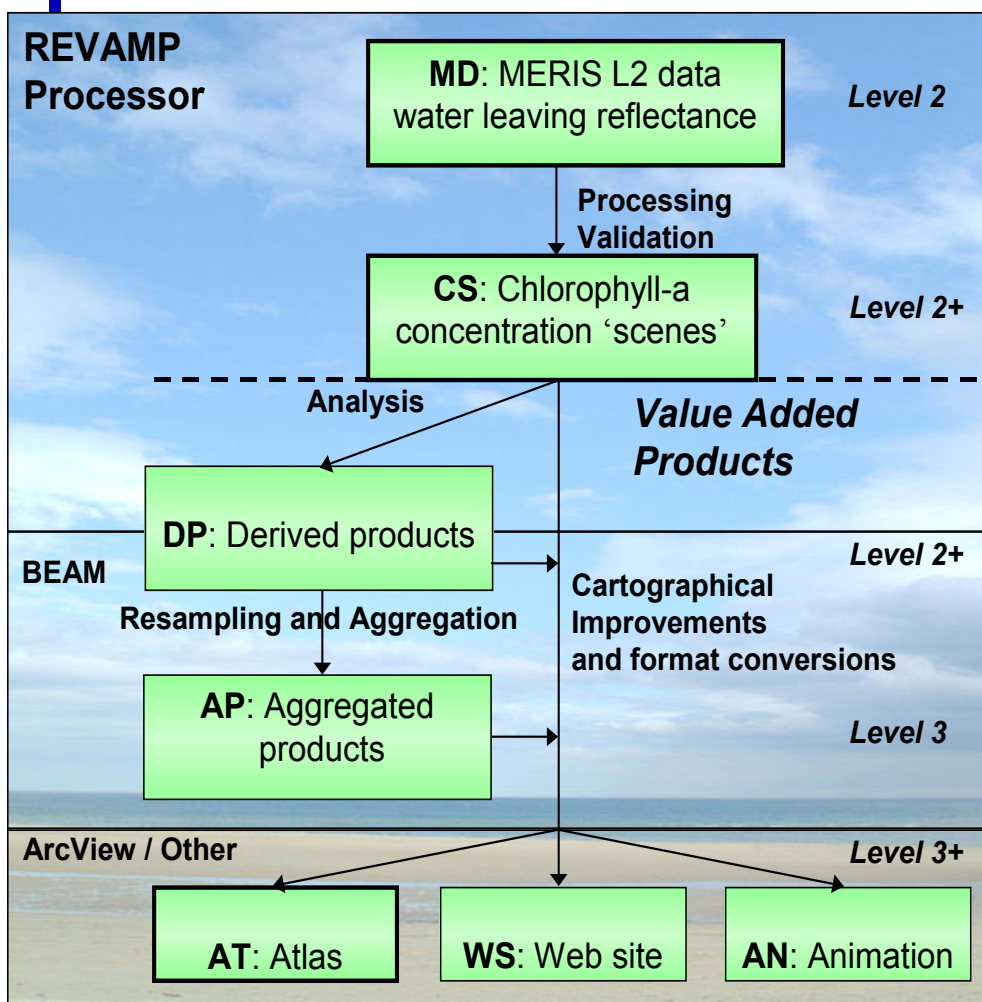 REVAMP
Processor
MD: MERIS L2 data
water leaving reflectance
Level 2
Processing
Validation
CS: Chlorophyll-a
concentration ‘scenes’
Level 2+
Analysis
Value Added
Products
DP: Derived products
BEAM
Level 2+
Resampling and Aggregation
Cartographical
Improvements
and format conversions
AP: Aggregated
products
Level 3
ArcView / Other
Level 3+
AT: Atlas
WS: Web site
AN: Animation